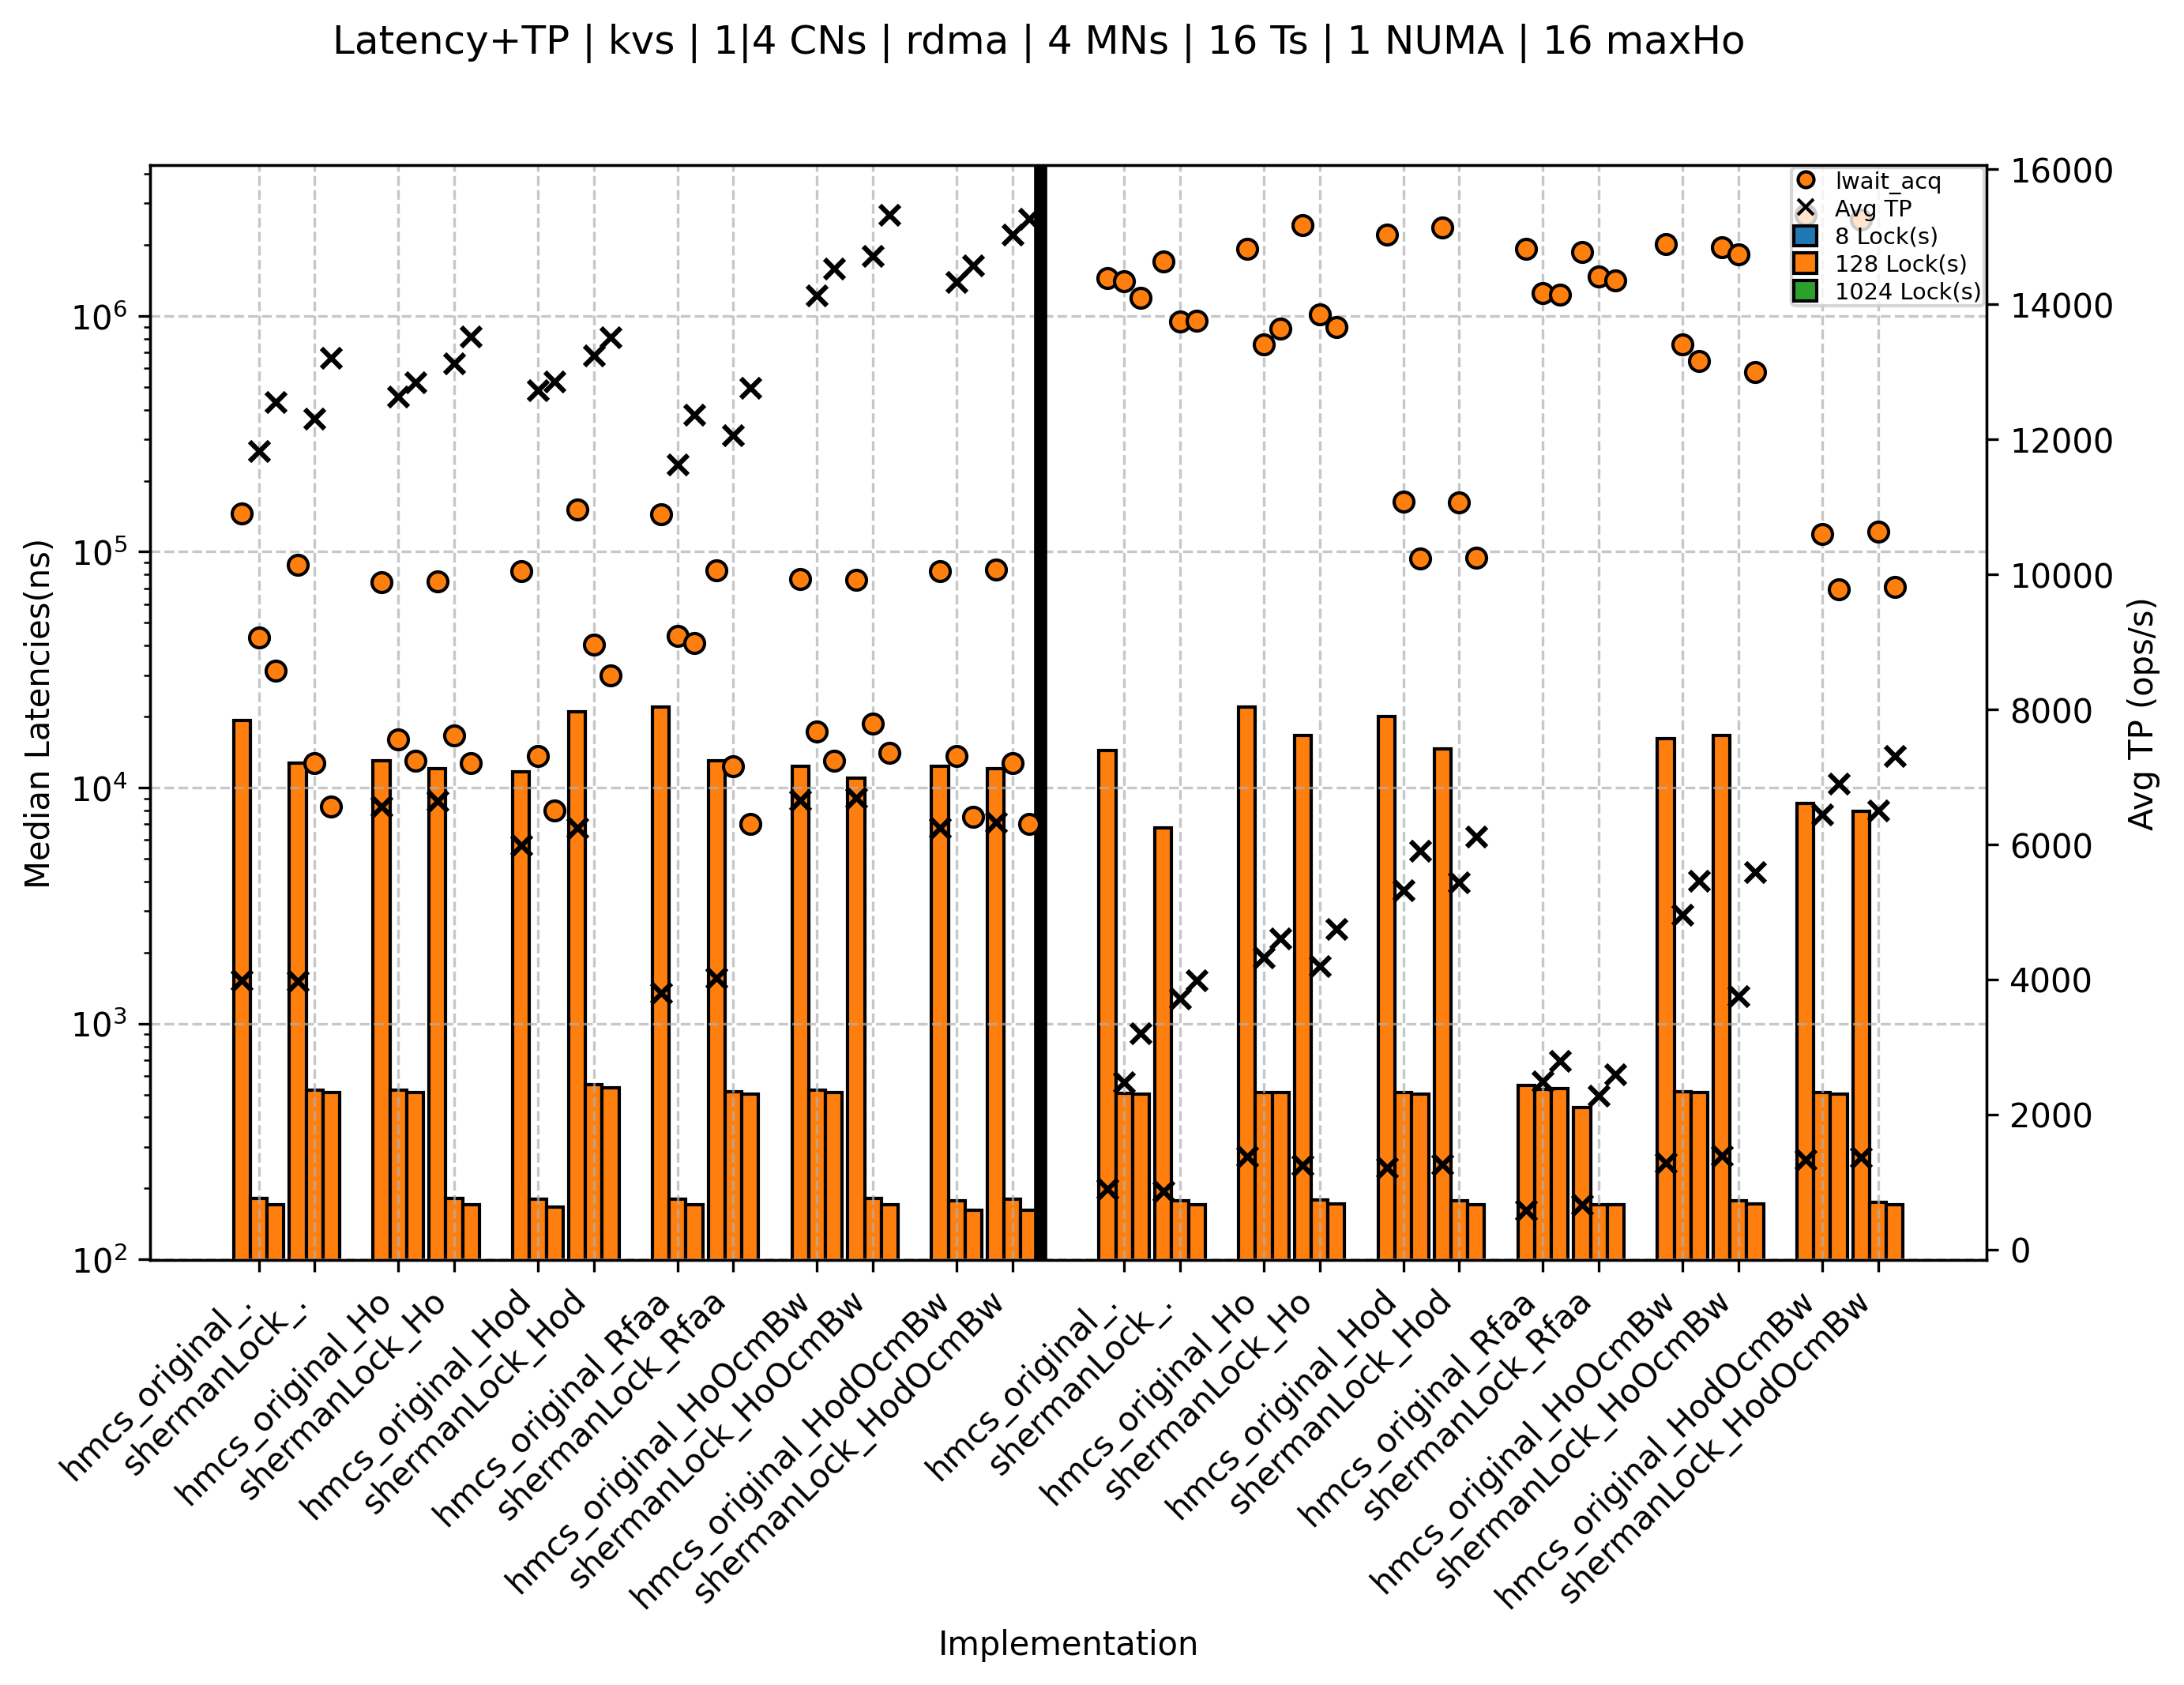 Latency+TP | kvs | 1|4 CNs | rdma | 4 MNs | 16 Ts | 1 NUMA | 16 maxHo
lwait_acq
Avg TP
8 Lock(s)
128 Lock(s)
1024 Lock(s)
Median Latencies(ns)
10⁶
10⁵
10⁴
10³
10²
16000
14000
12000
10000
8000
6000
4000
2000
0
Avg TP (ops/s)
hmcs_original_.
shermanLock_.
hmcs_original_Ho
shermanLock_Ho
hmcs_original_Hod
shermanLock_Hod
hmcs_original_Rfaa
shermanLock_Rfaa
hmcs_original_HoOcmBw
shermanLock_HoOcmBw
hmcs_original_HodOcmBw
shermanLock_HodOcmBw
hmcs_original_.
shermanLock_.
hmcs_original_Ho
shermanLock_Ho
hmcs_original_Hod
shermanLock_Hod
hmcs_original_Rfaa
shermanLock_Rfaa
hmcs_original_HoOcmBw
shermanLock_HoOcmBw
hmcs_original_HodOcmBw
shermanLock_HodOcmBw
Implementation